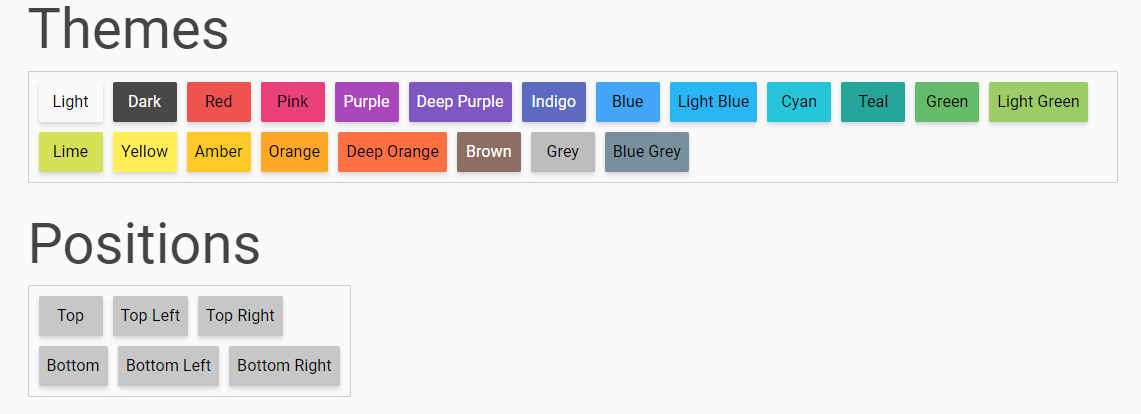 Themes
Light Dark Red Pink Purple Deep Purple Indigo Blue Light Blue Cyan Teal Green Light Green
Lime Yellow Amber Orange Deep Orange Brown Grey Blue Grey
Positions
Top Top Left Top Right
Bottom Bottom Left Bottom Right